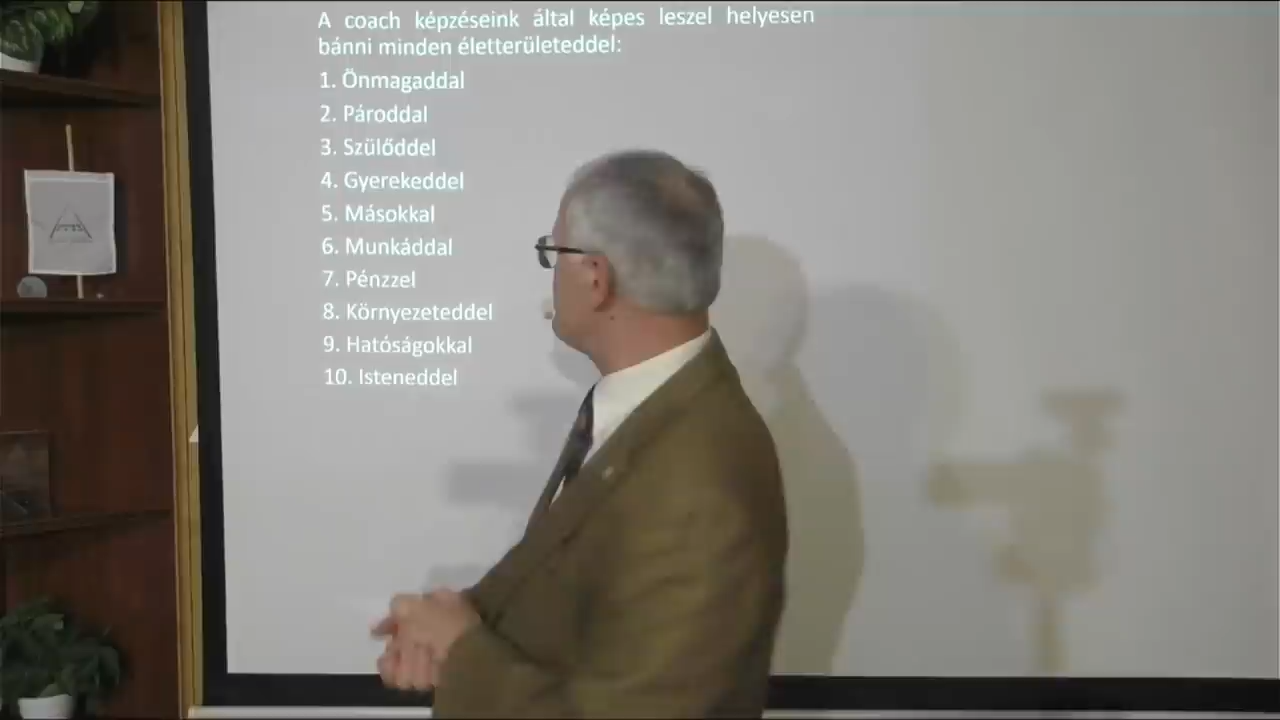 A coach képzéseink által képes leszel helyesen
bánni minden életterületeddel:
1. Önmagaddal
2. Pároddal
3. Szülőddel
4. Gyerekeddel
5. Másokkal
6. Munkáddal
7. Pénzzel
8. Környezeteddel
9. Hatóságokkal
10. Isteneddel